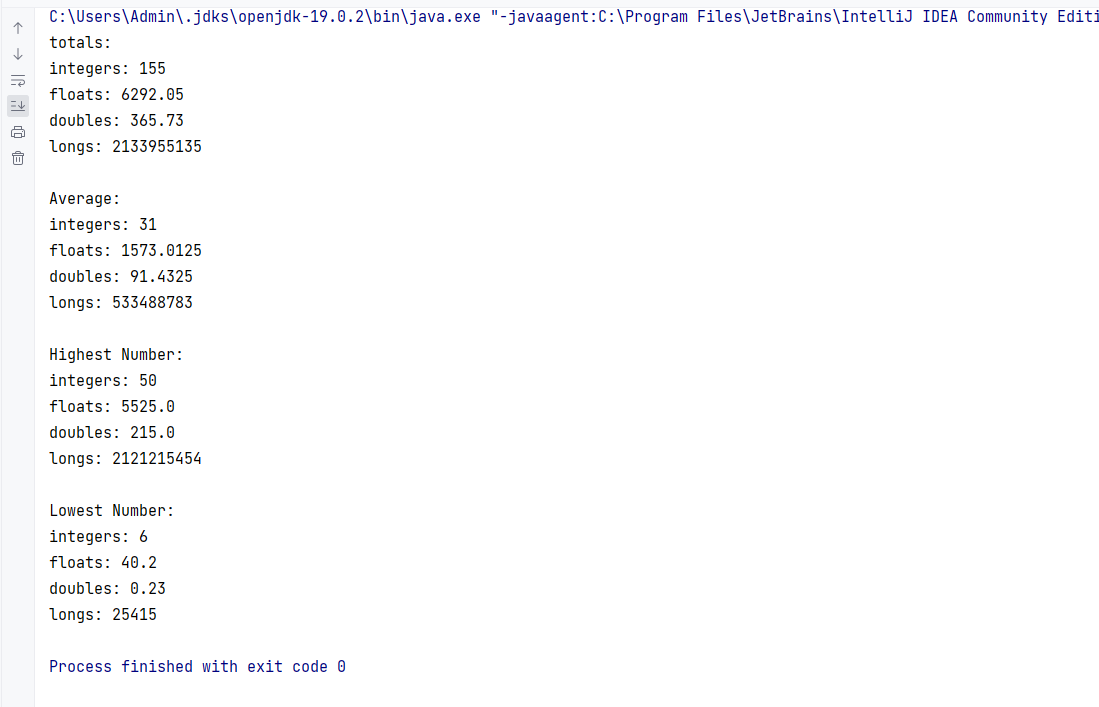 C:\Users\Admin\.jdks\openjdk-19.0.2\bin\java.exe "-javaagent:C:\Program Files\JetBrains\IntelliJ IDEA Community Editi
totals:
integers: 155
floats: 6292.05
doubles: 365.73
longs: 2133955135
Average:
integers: 31
floats: 1573.0125
doubles: 91.4325
longs: 533488783
Highest Number:
integers: 50
floats: 5525.0
doubles: 215.0
longs: 2121215454
Lowest Number:
integers: 6
floats: 40.2
doubles: 0.23
longs: 25415
Process finished with exit code 0